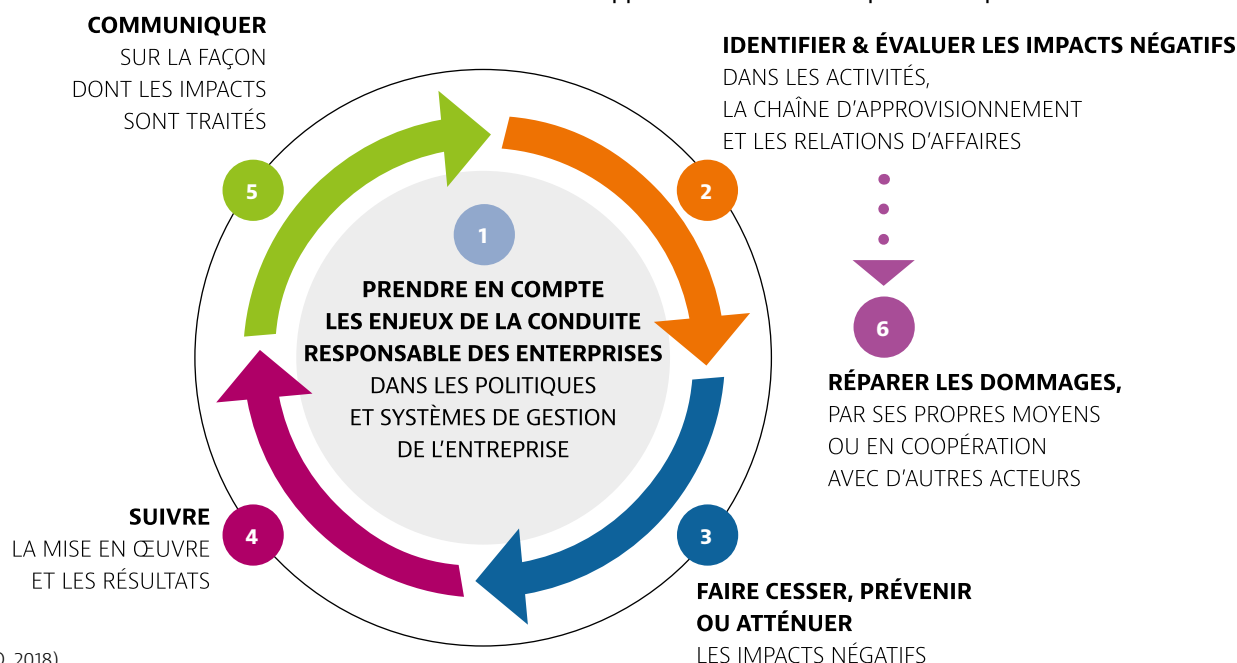 COMMUNIQUER
SUR LA FAÇON
DONT LES IMPACTS
SONT TRAITÉS
5
IDENTIFIER & ÉVALUER LES IMPACTS NÉGATIFS
DANS LES ACTIVITÉS,
LA CHAÎNE D’APPROVISIONNEMENT
ET LES RELATIONS D’AFFAIRES
2
1
PRENDRE EN COMPTE
LES ENJEUX DE LA CONDUITE
RESPONSABLE DES ENTERPRISES
DANS LES POLITIQUES
ET SYSTÈMES DE GESTION
DE L’ENTREPRISE
6
RÉPARER LES DOMMAGES,
PAR SES PROPRES MOYENS
OU EN COOPÉRATION
AVEC D’AUTRES ACTEURS
SUIVRE
LA MISE EN ŒUVRE
ET LES RÉSULTATS
4
3
FAIRE CESSER, PRÉVENIR
OU ATTÉNUER
LES IMPACTS NÉGATIFS
2018)